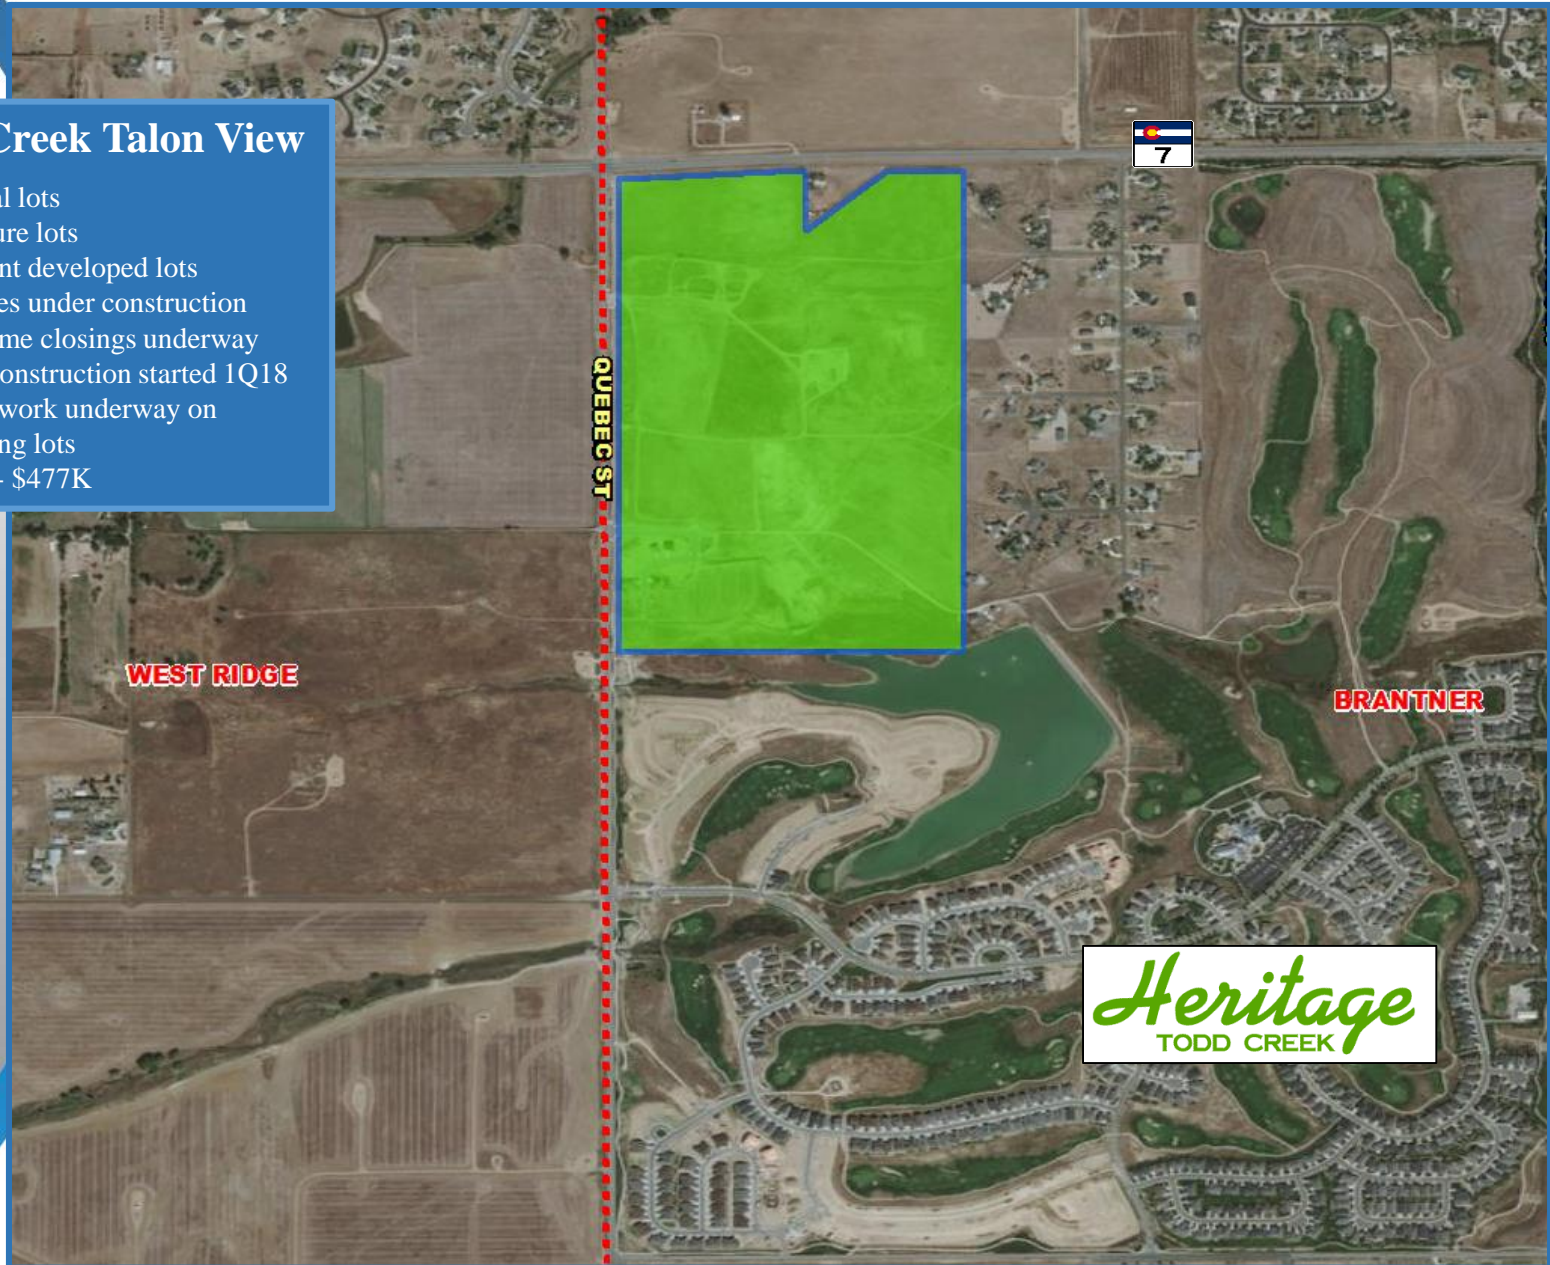 Creek Talon View
al lots
ure lots
nt developed lots
es under construction
me closings underway
onstruction started 1Q18
work underway on
ng lots
- $477K
7
QUEBEC ST
WEST RIDGE
BRANTNER
Heritage
TODD CREEK